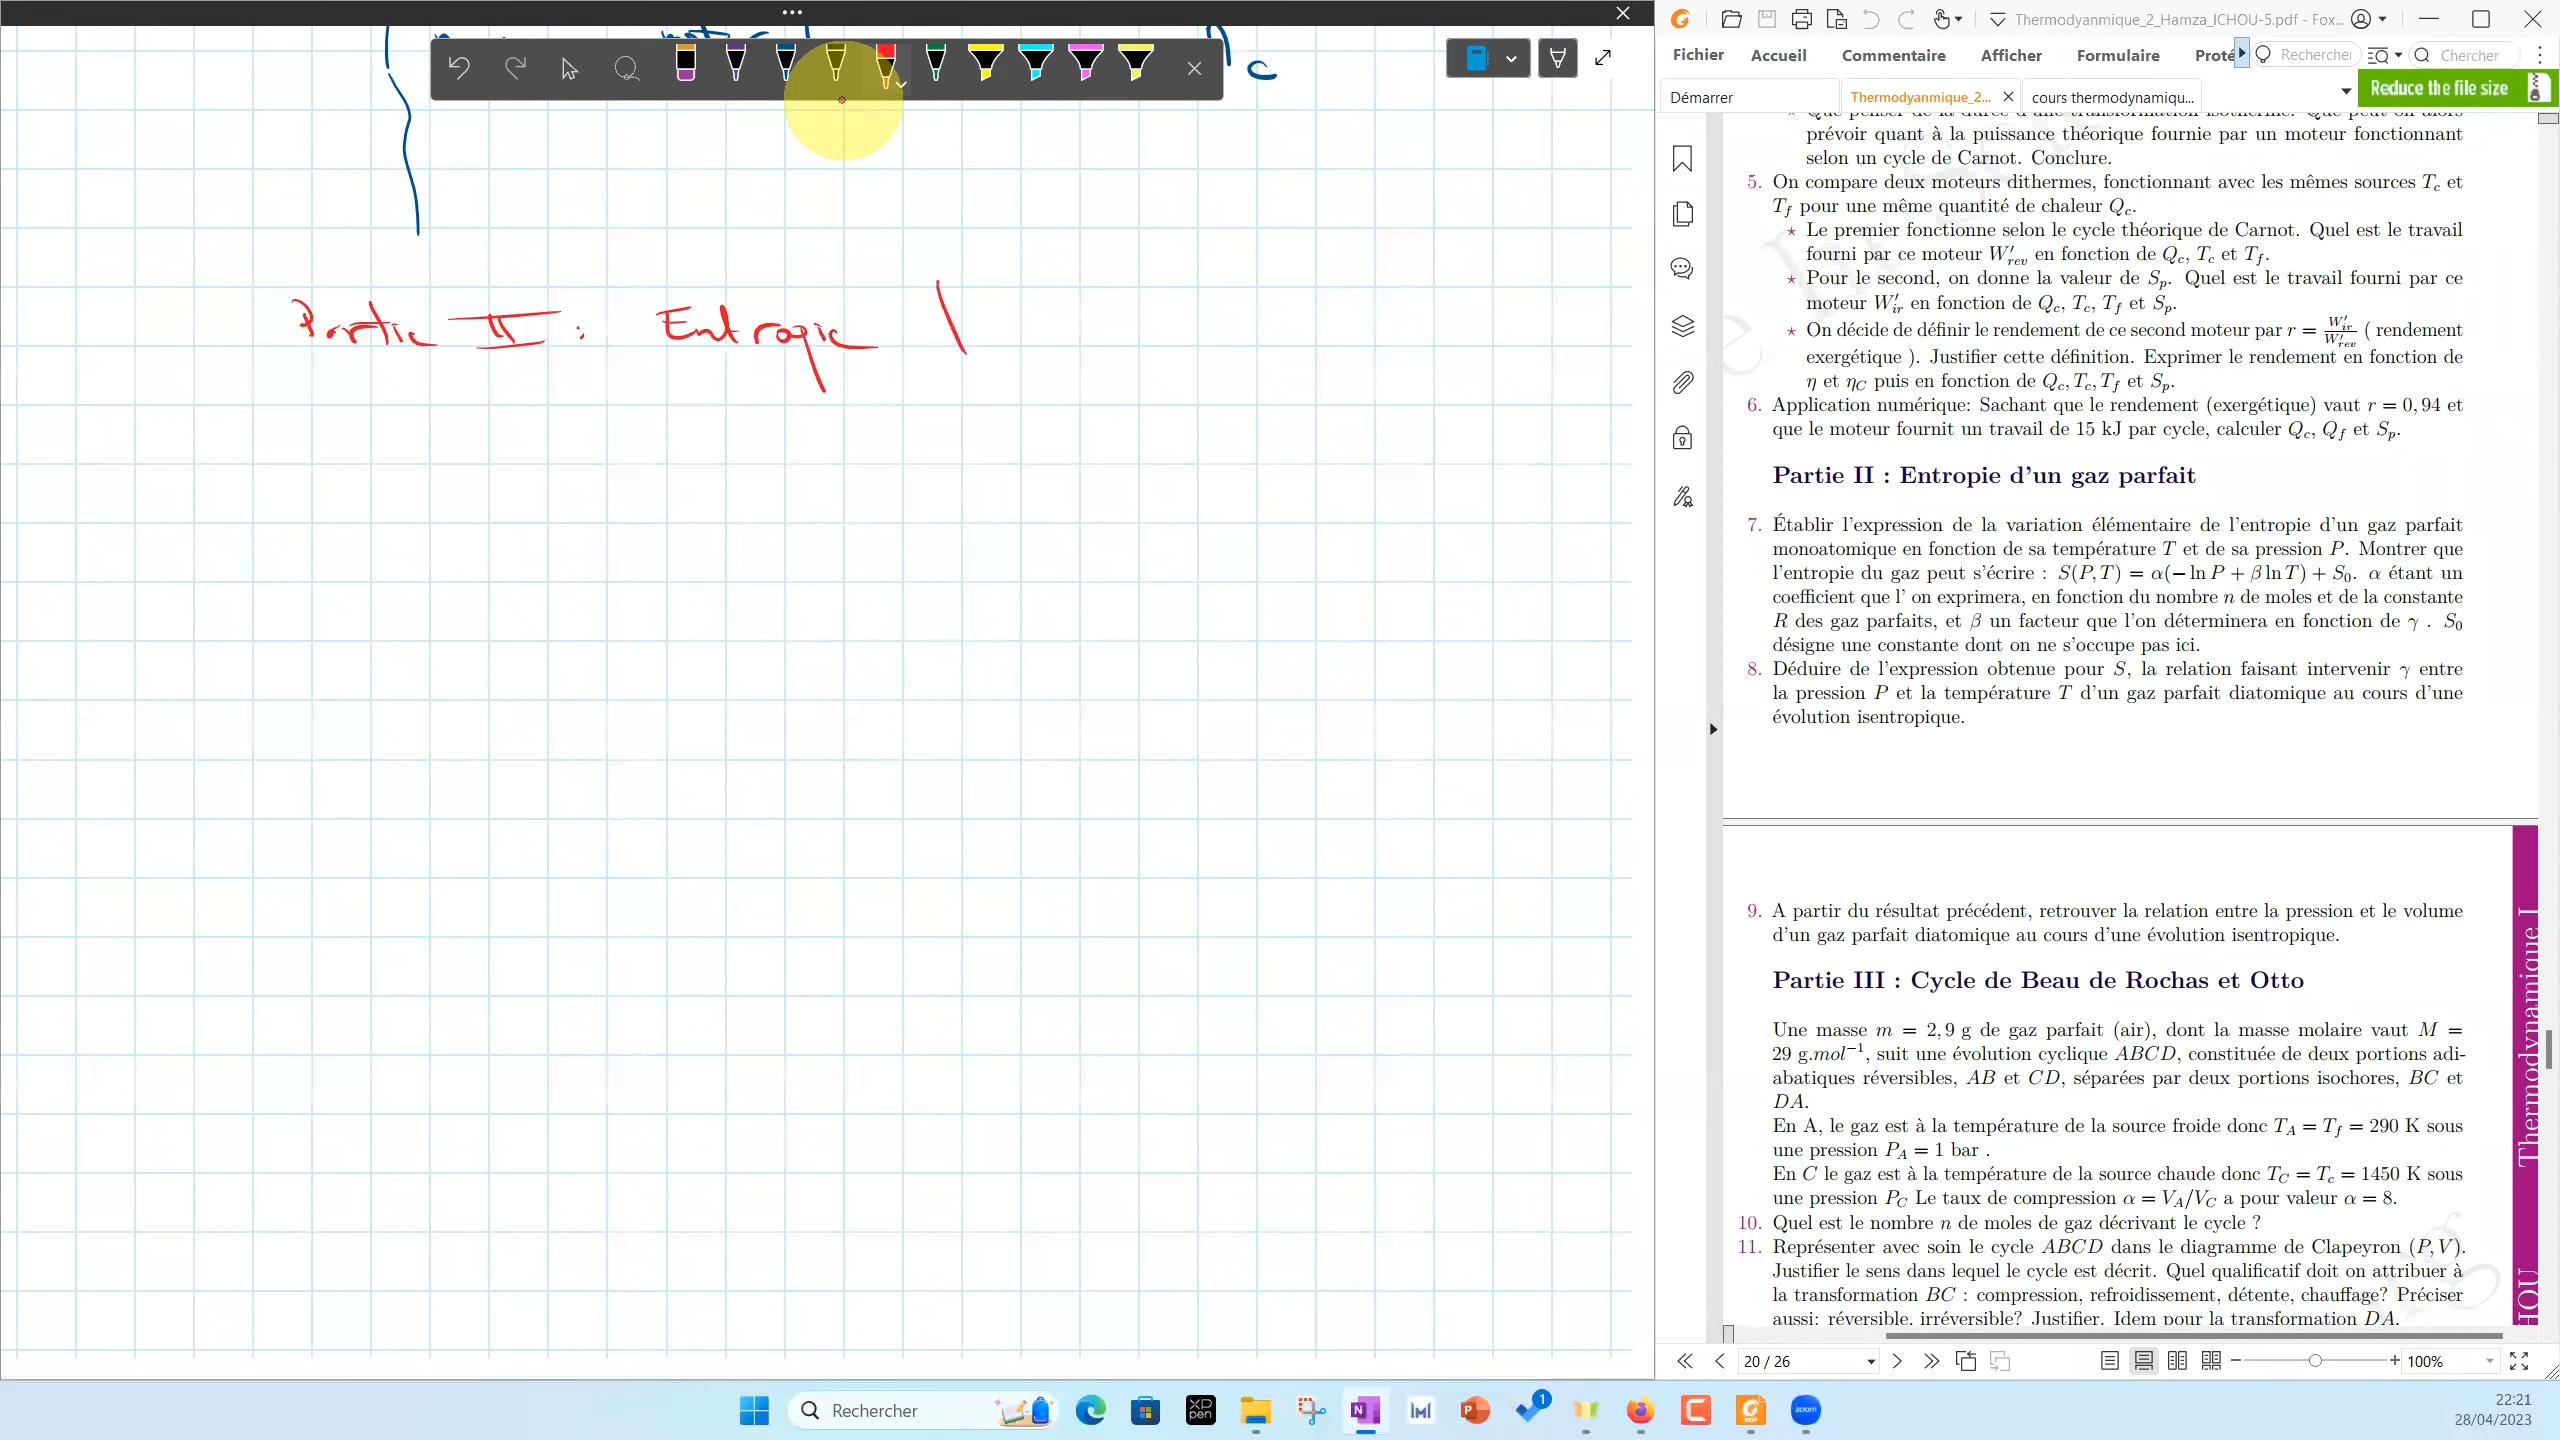 Thermodyanmique_2_Hamza_ICHOU-5.pdf - Fox...
Fichier Accueil Commentaire Afficher Formulaire Proté Rechercher Chercher
Démarrer Thermodyanmique_2... cours thermodynamiqu... Reduce the file size
c
Partie II : Entropie
prévoir quant à la puissance théorique fournie par un moteur fonctionnant
selon un cycle de Carnot. Conclure.
5. On compare deux moteurs dithermes, fonctionnant avec les mêmes sources T_c et
T_f pour une même quantité de chaleur Q_c.
⋆ Le premier fonctionne selon le cycle théorique de Carnot. Quel est le travail
fourni par ce moteur W'_rev en fonction de Q_c, T_c et T_f.
⋆ Pour le second, on donne la valeur de S_p. Quel est le travail fourni par ce
moteur W'_ir en fonction de Q_c, T_c, T_f et S_p.
⋆ On décide de définir le rendement de ce second moteur par r = W'_ir/W'_rev ( rendement
exergétique ). Justifier cette définition. Exprimer le rendement en fonction de
η et η_C puis en fonction de Q_c, T_c, T_f et S_p.
6. Application numérique: Sachant que le rendement (exergétique) vaut r = 0,94 et
que le moteur fournit un travail de 15 kJ par cycle, calculer Q_c, Q_f et S_p.
Partie II : Entropie d'un gaz parfait
7. Établir l'expression de la variation élémentaire de l'entropie d'un gaz parfait
monoatomique en fonction de sa température T et de sa pression P. Montrer que
l'entropie du gaz peut s'écrire : S(P,T) = α(− ln P + β ln T) + S_0. α étant un
coefficient que l' on exprimera, en fonction du nombre n de moles et de la constante
R des gaz parfaits, et β un facteur que l'on déterminera en fonction de γ . S_0
désigne une constante dont on ne s'occupe pas ici.
8. Déduire de l'expression obtenue pour S, la relation faisant intervenir γ entre
la pression P et la température T d'un gaz parfait diatomique au cours d'une
évolution isentropique.
9. A partir du résultat précédent, retrouver la relation entre la pression et le volume
d'un gaz parfait diatomique au cours d'une évolution isentropique.
Partie III : Cycle de Beau de Rochas et Otto
Une masse m = 2,9 g de gaz parfait (air), dont la masse molaire vaut M =
29 g.mol⁻¹, suit une évolution cyclique ABCD, constituée de deux portions adi-
abatiques réversibles, AB et CD, séparées par deux portions isochores, BC et
DA.
En A, le gaz est à la température de la source froide donc T_A = T_f = 290 K sous
une pression P_A = 1 bar .
En C le gaz est à la température de la source chaude donc T_C = T_c = 1450 K sous
une pression P_C Le taux de compression α = V_A/V_C a pour valeur α = 8.
10. Quel est le nombre n de moles de gaz décrivant le cycle ?
11. Représenter avec soin le cycle ABCD dans le diagramme de Clapeyron (P,V).
Justifier le sens dans lequel le cycle est décrit. Quel qualificatif doit on attribuer à
la transformation BC : compression, refroidissement, détente, chauffage? Préciser
aussi: réversible, irréversible? Justifier. Idem pour la transformation DA.
Thermodynamique I
HOU
20 / 26 100%
Rechercher
XD pen
1
zoom
22:21
28/04/2023